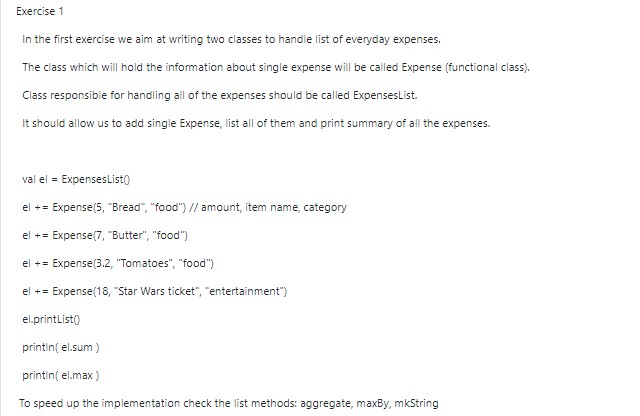 Exercise 1
In the first exercise we aim at writing two classes to handle list of everyday expenses.
The class which will hold the information about single expense will be called Expense (functional class).
Class responsible for handling all of the expenses should be called ExpensesList.
It should allow us to add single Expense, list all of them and print summary of all the expenses.
val el = ExpensesList()
el += Expense(5, "Bread", "food") // amount, item name, category
el += Expense(7, "Butter", "food")
el += Expense(3.2, "Tomatoes", "food")
el += Expense(18, "Star Wars ticket", "entertainment")
el.printList()
println( el.sum )
println( el.max )
To speed up the implementation check the list methods: aggregate, maxBy, mkString